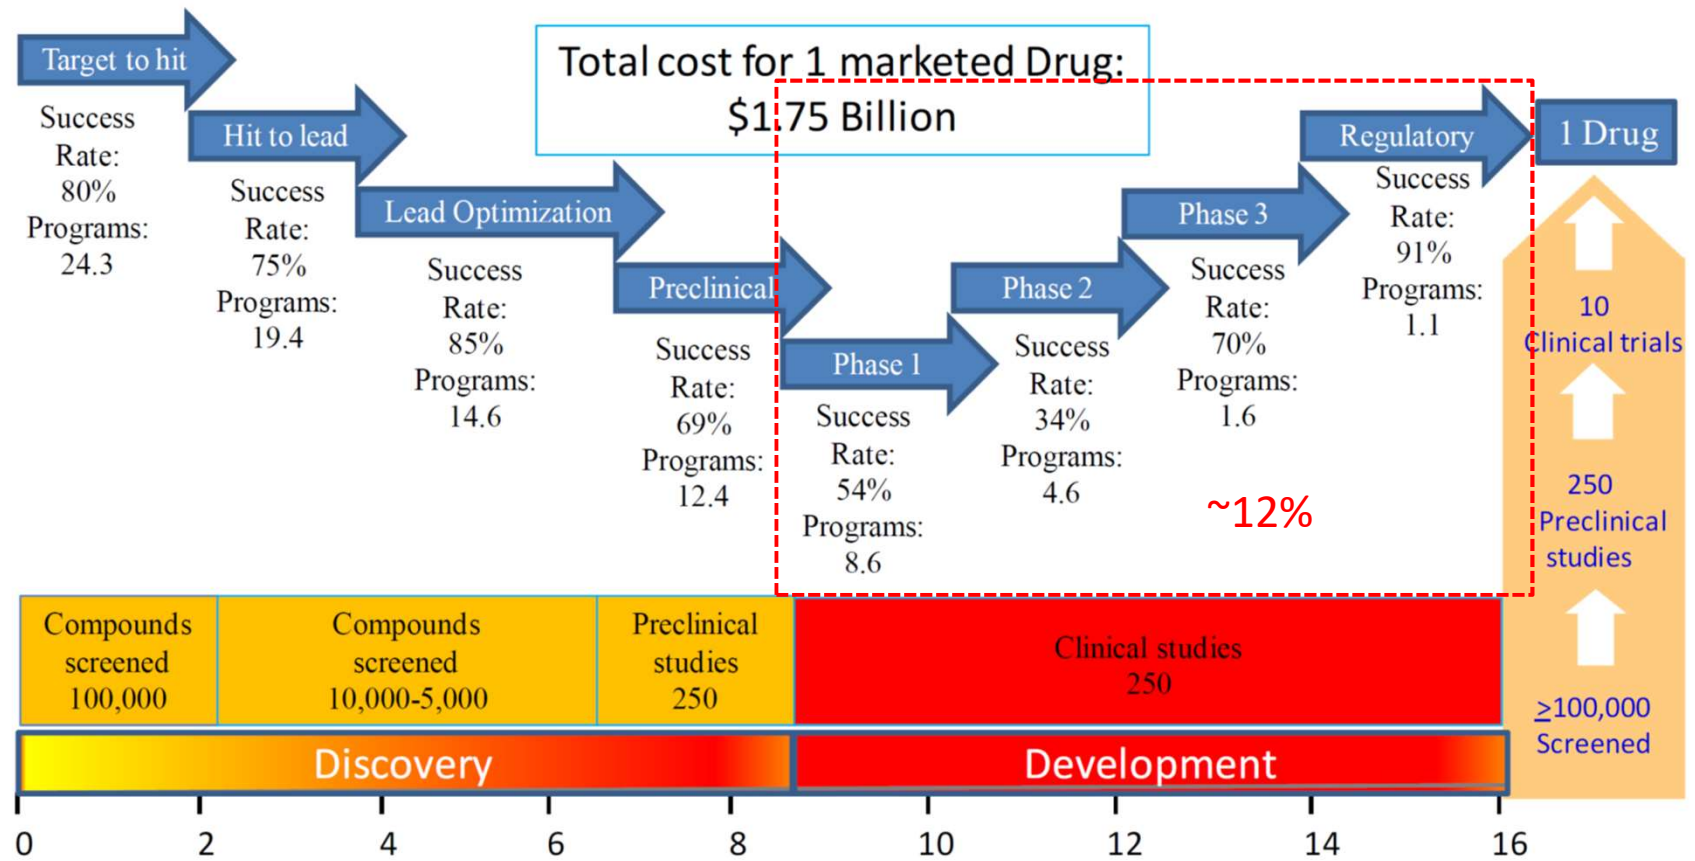 Target to hit
Success
Rate:
80%
Programs:
24.3
Hit to lead
Success
Rate:
75%
Programs:
19.4
Lead Optimization
Success
Rate:
85%
Programs:
14.6
Preclinical
Success
Rate:
69%
Programs:
12.4
Total cost for 1 marketed Drug:
$1.75 Billion
Phase 1
Success
Rate:
54%
Programs:
8.6
Phase 2
Success
Rate:
34%
Programs:
4.6
Phase 3
Success
Rate:
70%
Programs:
1.6
Regulatory
Success
Rate:
91%
Programs:
1.1
~12%
1 Drug
10
Clinical trials
250
Preclinical
studies
≥100,000
Screened
Compounds
screened
100,000
Compounds
screened
10,000-5,000
Preclinical
studies
250
Clinical studies
250
Discovery
Development
0 2 4 6 8 10 12 14 16